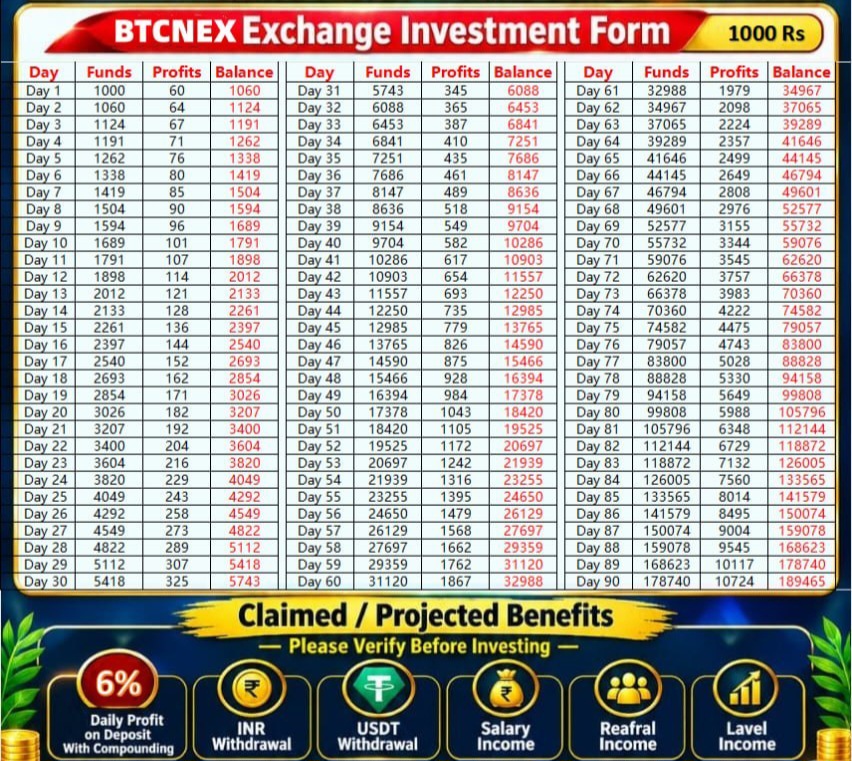 BTCNEX Exchange Investment Form 1000 Rs
Day Funds Profits Balance Day Funds Profits Balance Day Funds Profits Balance
Day 1 1000 60 1060 Day 31 5743 345 6088 Day 61 32988 1979 34967
Day 2 1060 64 1124 Day 32 6088 365 6453 Day 62 34967 2098 37065
Day 3 1124 67 1191 Day 33 6453 387 6841 Day 63 37065 2224 39289
Day 4 1191 71 1262 Day 34 6841 410 7251 Day 64 39289 2357 41646
Day 5 1262 76 1338 Day 35 7251 435 7686 Day 65 41646 2499 44145
Day 6 1338 80 1419 Day 36 7686 461 8147 Day 66 44145 2649 46794
Day 7 1419 85 1504 Day 37 8147 489 8636 Day 67 46794 2808 49601
Day 8 1504 90 1594 Day 38 8636 518 9154 Day 68 49601 2976 52577
Day 9 1594 96 1689 Day 39 9154 549 9704 Day 69 52577 3155 55732
Day 10 1689 101 1791 Day 40 9704 582 10286 Day 70 55732 3344 59076
Day 11 1791 107 1898 Day 41 10286 617 10903 Day 71 59076 3545 62620
Day 12 1898 114 2012 Day 42 10903 654 11557 Day 72 62620 3757 66378
Day 13 2012 121 2133 Day 43 11557 693 12250 Day 73 66378 3983 70360
Day 14 2133 128 2261 Day 44 12250 735 12985 Day 74 70360 4222 74582
Day 15 2261 136 2397 Day 45 12985 779 13765 Day 75 74582 4475 79057
Day 16 2397 144 2540 Day 46 13765 826 14590 Day 76 79057 4743 83800
Day 17 2540 152 2693 Day 47 14590 875 15466 Day 77 83800 5028 88828
Day 18 2693 162 2854 Day 48 15466 928 16394 Day 78 88828 5330 94158
Day 19 2854 171 3026 Day 49 16394 984 17378 Day 79 94158 5649 99808
Day 20 3026 182 3207 Day 50 17378 1043 18420 Day 80 99808 5988 105796
Day 21 3207 192 3400 Day 51 18420 1105 19525 Day 81 105796 6348 112144
Day 22 3400 204 3604 Day 52 19525 1172 20697 Day 82 112144 6729 118872
Day 23 3604 216 3820 Day 53 20697 1242 21939 Day 83 118872 7132 126005
Day 24 3820 229 4049 Day 54 21939 1316 23255 Day 84 126005 7560 133565
Day 25 4049 243 4292 Day 55 23255 1395 24650 Day 85 133565 8014 141579
Day 26 4292 258 4549 Day 56 24650 1479 26129 Day 86 141579 8495 150074
Day 27 4549 273 4822 Day 57 26129 1568 27697 Day 87 150074 9004 159078
Day 28 4822 289 5112 Day 58 27697 1662 29359 Day 88 159078 9545 168623
Day 29 5112 307 5418 Day 59 29359 1762 31120 Day 89 168623 10117 178740
Day 30 5418 325 5743 Day 60 31120 1867 32988 Day 90 178740 10724 189465
Claimed / Projected Benefits
— Please Verify Before Investing —
6%
Daily Profit
on Deposit
With Compounding
₹
INR
Withdrawal
USDT
Withdrawal
₹
Salary
Income
Reafral
Income
Lavel
Income